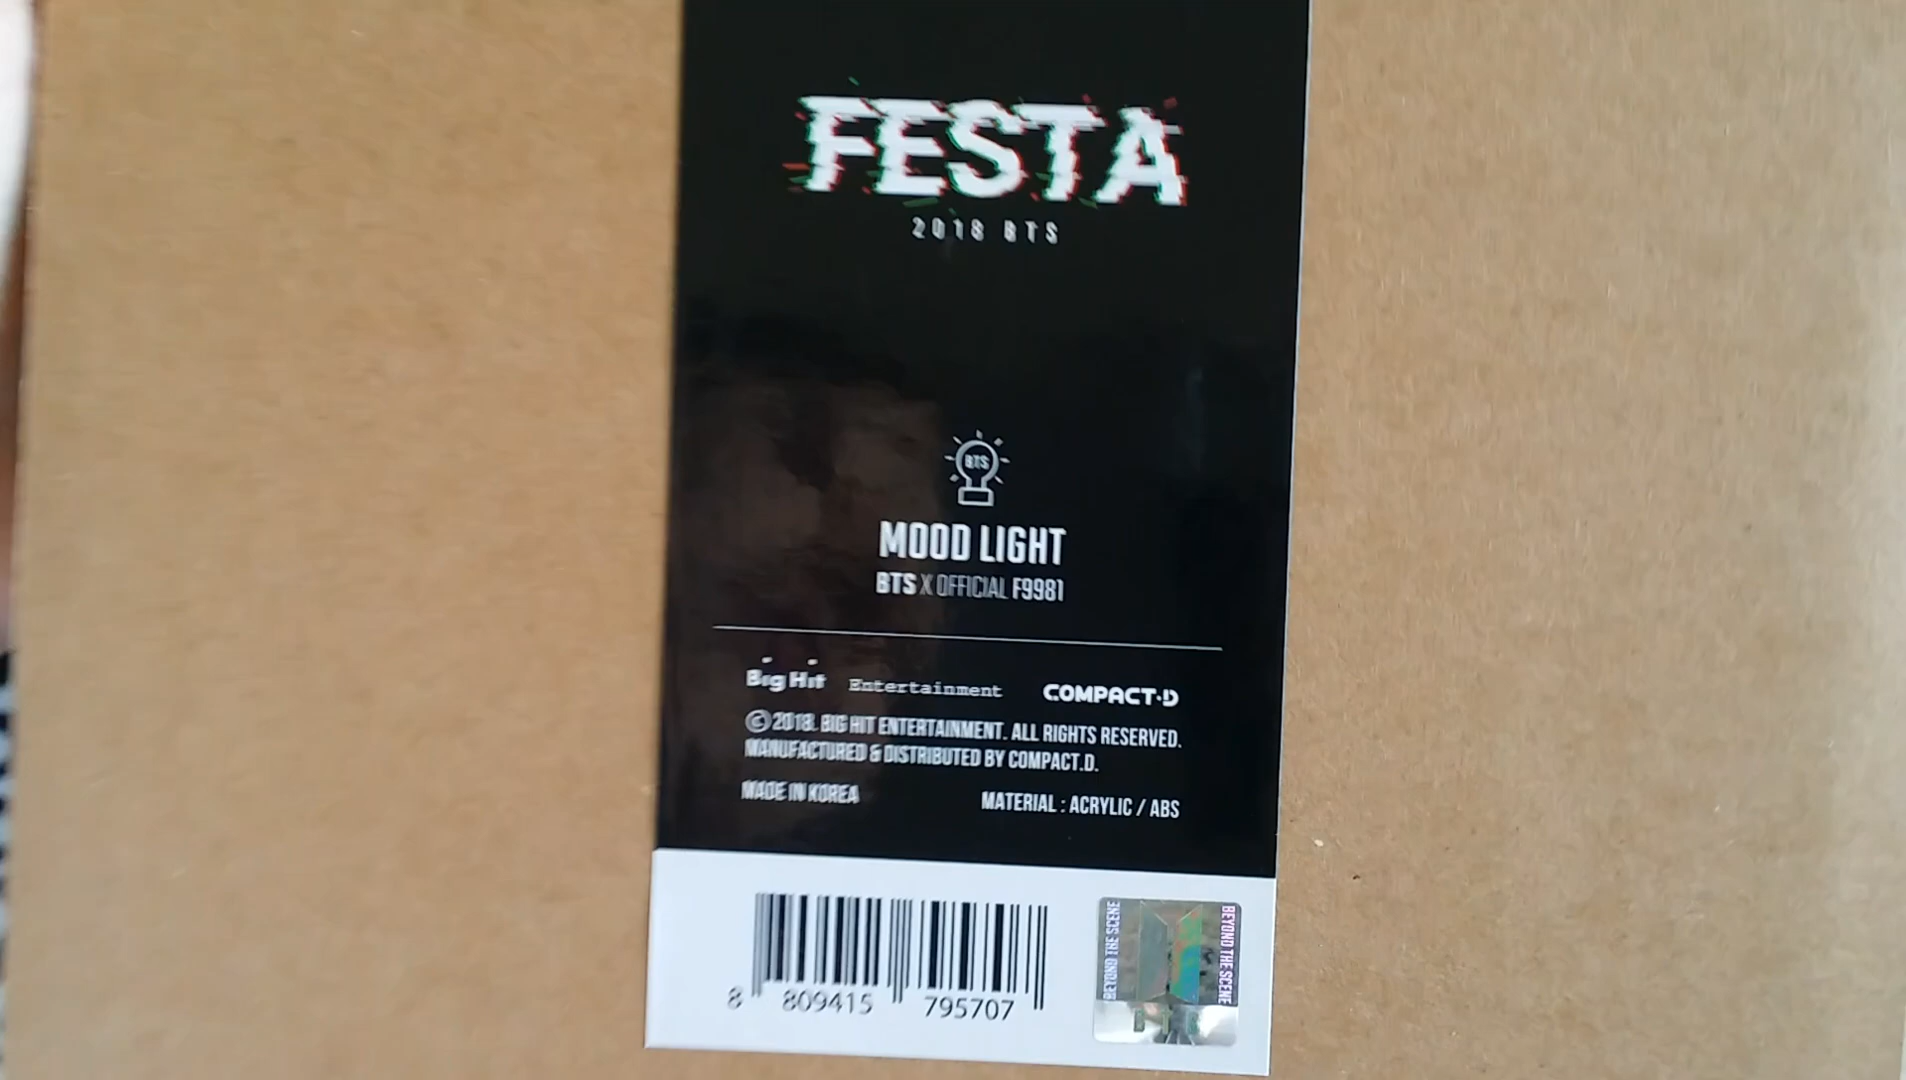 FESTA
2018 BTS
BTS
MOOD LIGHT
BTS X OFFICIAL F9981
Big Hit Entertainment COMPACT·D
© 2018. BIG HIT ENTERTAINMENT. ALL RIGHTS RESERVED.
MANUFACTURED & DISTRIBUTED BY COMPACT.D.
MADE IN KOREA MATERIAL : ACRYLIC / ABS
8 809415 795707
BEYOND THE SCENE
BEYOND THE SCENE